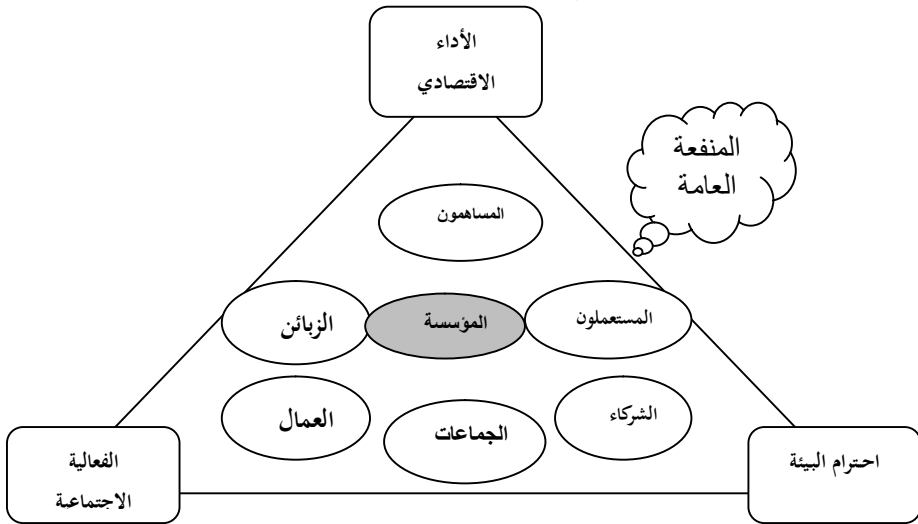 الأداء
الاقتصادي
المنفعة
العامة
المساهمون
المستعملون
المؤسسة
الزبائن
الشركاء
الجماعات
العمال
احترام البيئة
الفعالية
الاجتماعية